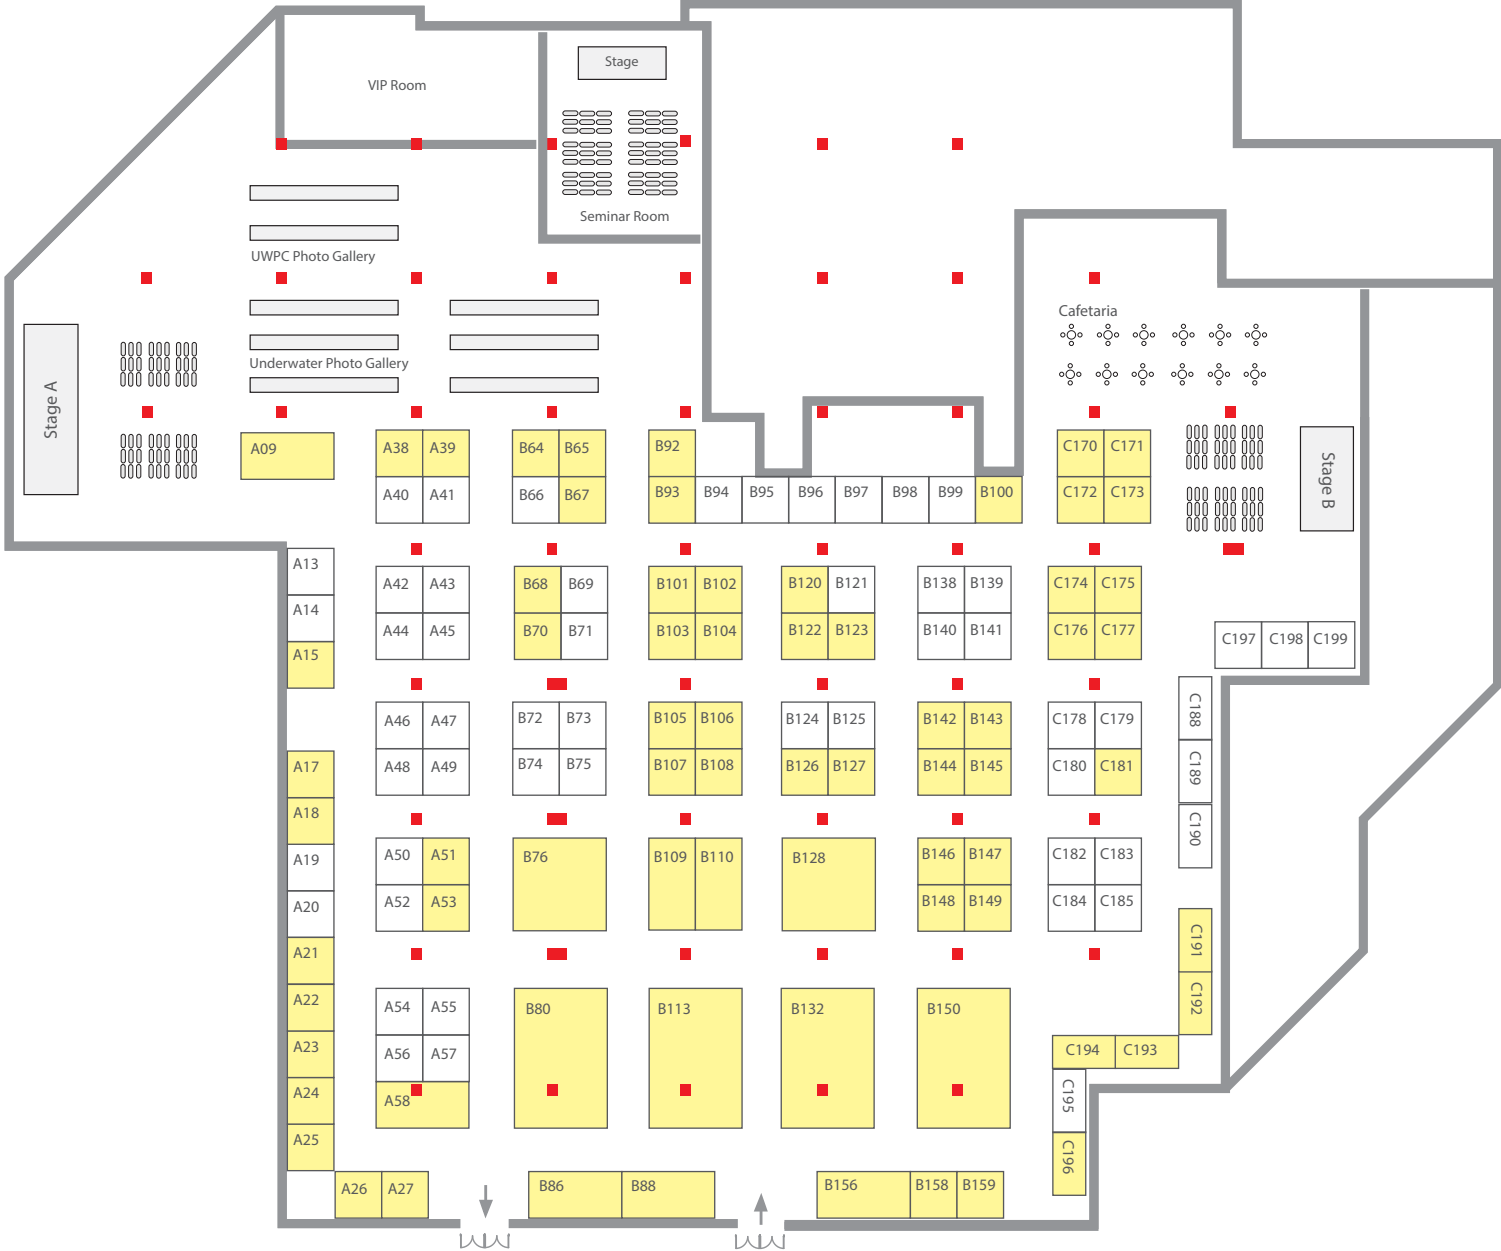 Stage
VIP Room
Seminar Room
UWPC Photo Gallery
Cafetaria
Underwater Photo Gallery
Stage A
Stage B
A09
A38 A39
B64 B65
B92
C170 C171
A40 A41
B66 B67
B93 B94 B95 B96 B97 B98 B99 B100
C172 C173
A13
A14
A15
A42 A43
B68 B69
B101 B102
B120 B121
B138 B139
C174 C175
A44 A45
B70 B71
B103 B104
B122 B123
B140 B141
C176 C177
C197 C198 C199
A46 A47
B72 B73
B105 B106
B124 B125
B142 B143
C178 C179
C188
A17
A48 A49
B74 B75
B107 B108
B126 B127
B144 B145
C180 C181
C189
A18
A19
A20
A50 A51
B76
B109 B110
B128
B146 B147
C182 C183
C190
A52 A53
B148 B149
C184 C185
A21
A22
A23
A24
A25
C191
C192
A54 A55
B80
B113
B132
B150
A56 A57
C194 C193
A58
C195
C196
A26 A27
B86 B88
B156 B158 B159